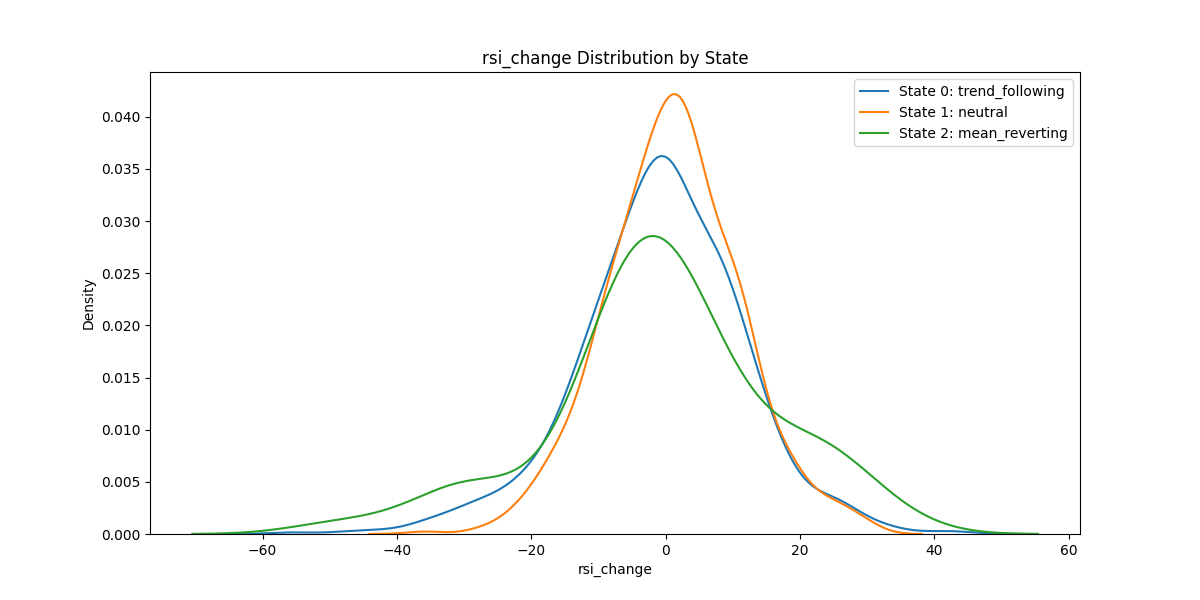 rsi_change Distribution by State
State 0: trend_following
State 1: neutral
State 2: mean_reverting
Density
0.040
0.035
0.030
0.025
0.020
0.015
0.010
0.005
0.000
−60 −40 −20 0 20 40 60
rsi_change